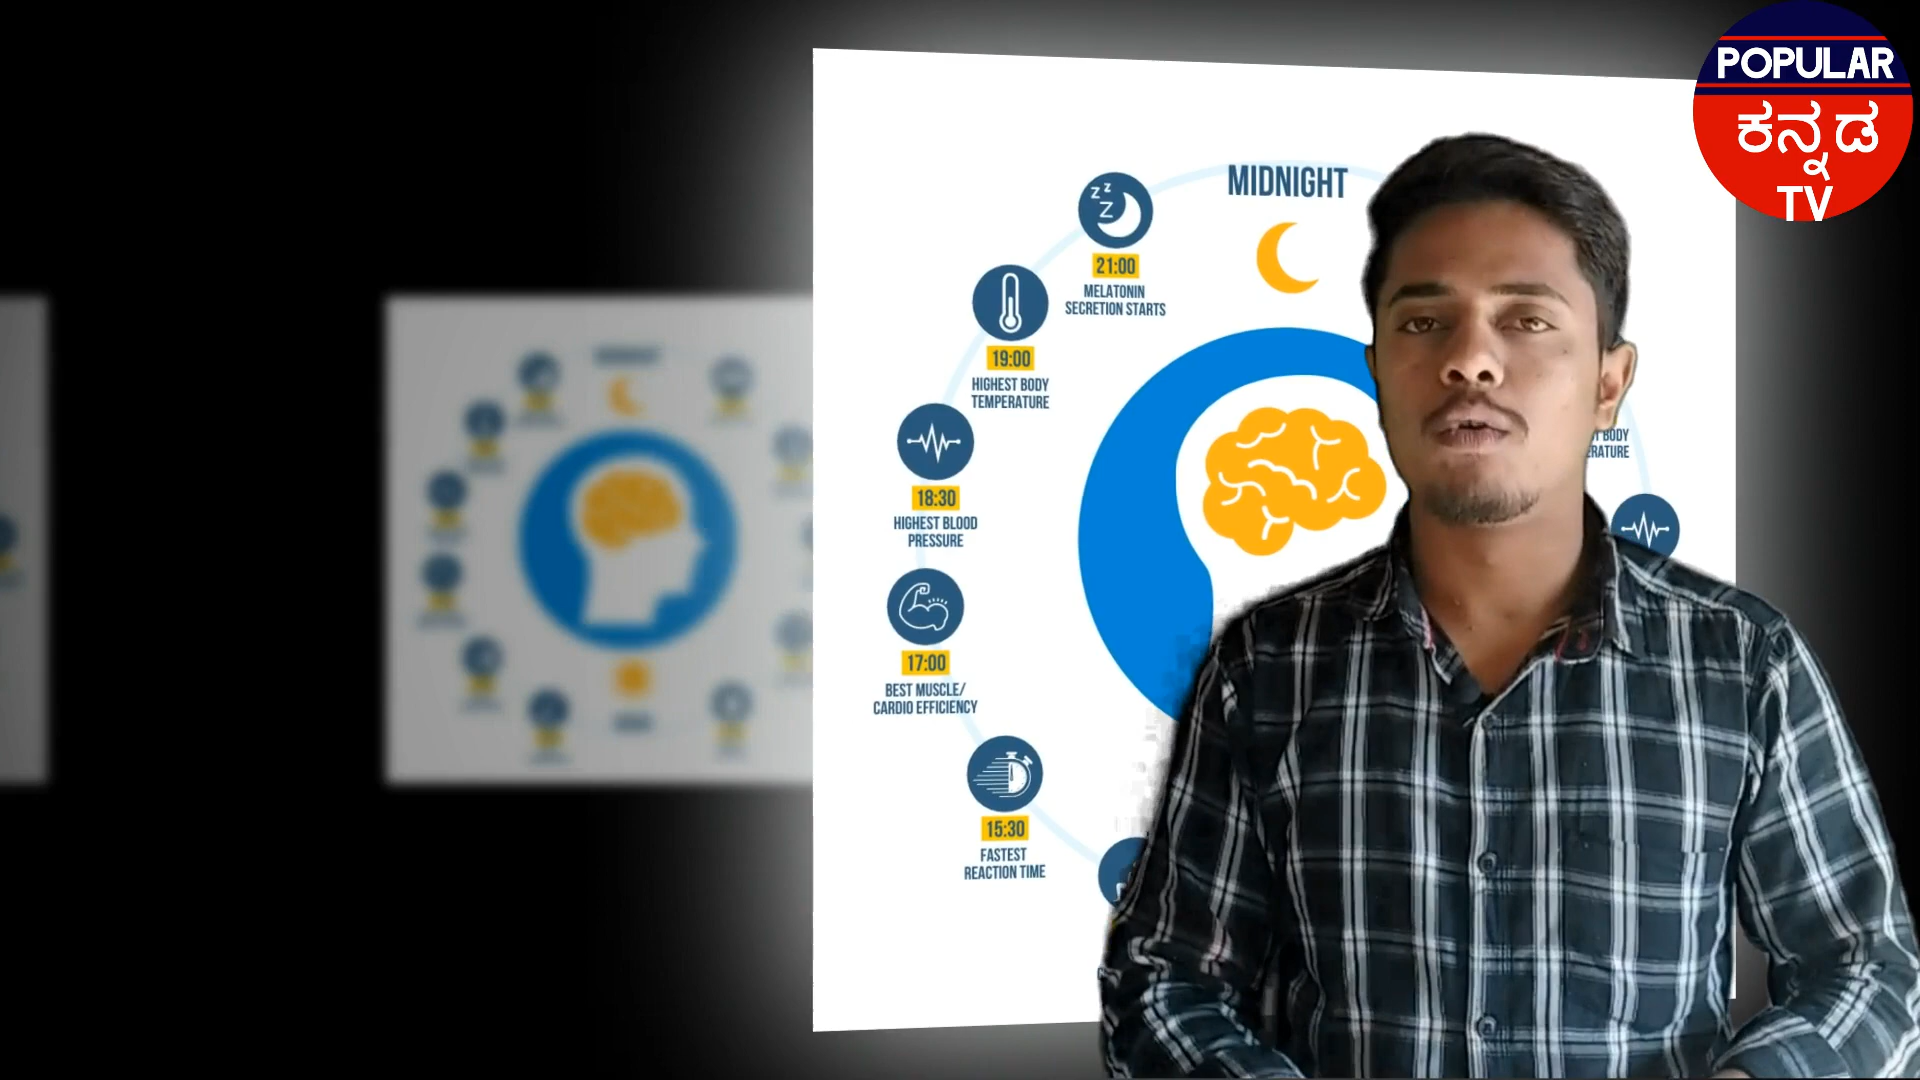 POPULAR
ಕನ್ನಡ
TV
MIDNIGHT
21:00
MELATONIN
SECRETION STARTS
19:00
HIGHEST BODY
TEMPERATURE
18:30
HIGHEST BLOOD
PRESSURE
17:00
BEST MUSCLE/
CARDIO EFFICIENCY
15:30
FASTEST
REACTION TIME
BODY